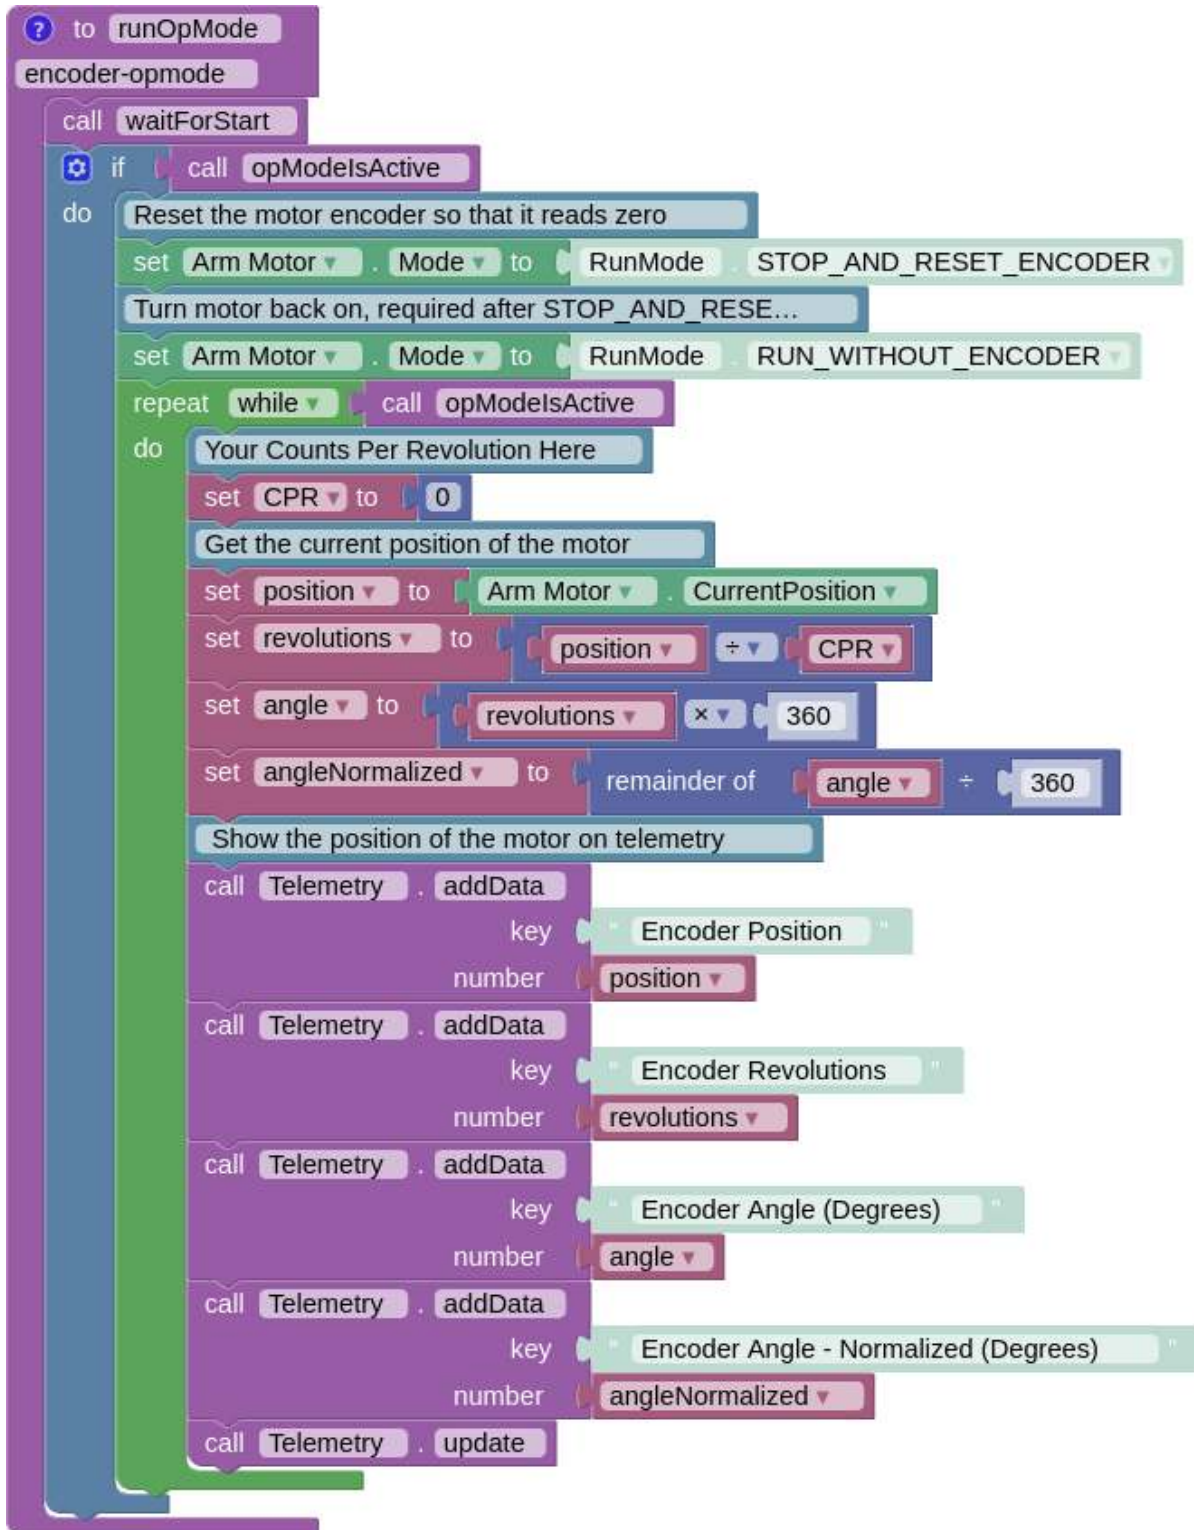 ? to runOpMode
encoder-opmode
call waitForStart
if call opModeIsActive
do Reset the motor encoder so that it reads zero
set Arm Motor ▾ . Mode ▾ to RunMode . STOP_AND_RESET_ENCODER ▾
Turn motor back on, required after STOP_AND_RESE…
set Arm Motor ▾ . Mode ▾ to RunMode . RUN_WITHOUT_ENCODER ▾
repeat while ▾ call opModeIsActive
do Your Counts Per Revolution Here
set CPR ▾ to 0
Get the current position of the motor
set position ▾ to Arm Motor ▾ . CurrentPosition ▾
set revolutions ▾ to position ▾ ÷ ▾ CPR ▾
set angle ▾ to revolutions ▾ × ▾ 360
set angleNormalized ▾ to remainder of angle ▾ ÷ 360
Show the position of the motor on telemetry
call Telemetry . addData
key " Encoder Position "
number position ▾
call Telemetry . addData
key " Encoder Revolutions "
number revolutions ▾
call Telemetry . addData
key " Encoder Angle (Degrees) "
number angle ▾
call Telemetry . addData
key " Encoder Angle - Normalized (Degrees) "
number angleNormalized ▾
call Telemetry . update